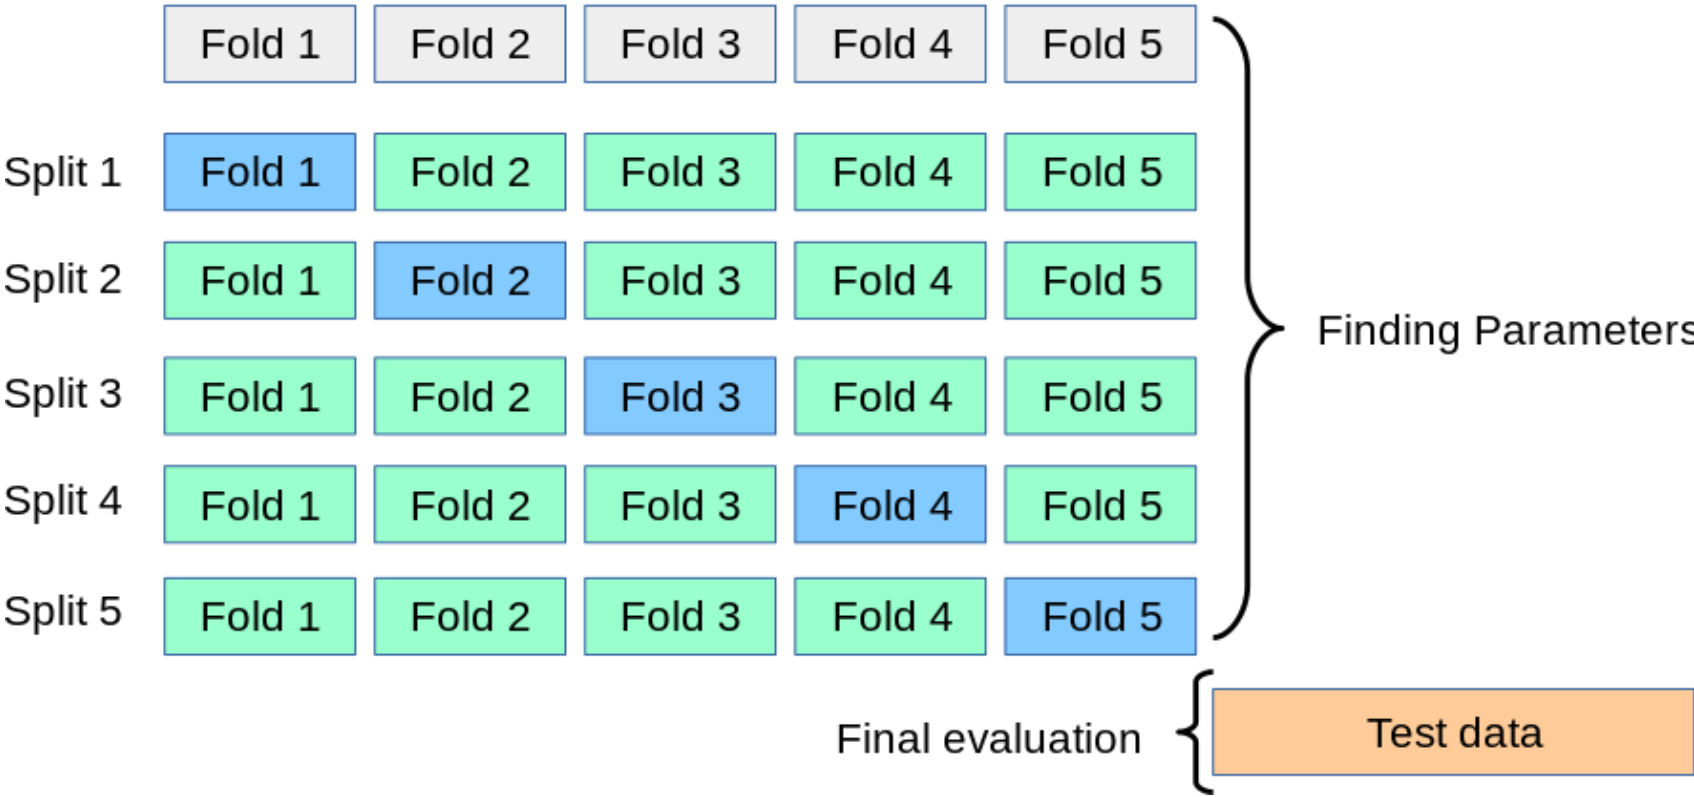 Fold 1 Fold 2 Fold 3 Fold 4 Fold 5
Split 1 Fold 1 Fold 2 Fold 3 Fold 4 Fold 5
Split 2 Fold 1 Fold 2 Fold 3 Fold 4 Fold 5
Finding Parameters
Split 3 Fold 1 Fold 2 Fold 3 Fold 4 Fold 5
Split 4 Fold 1 Fold 2 Fold 3 Fold 4 Fold 5
Split 5 Fold 1 Fold 2 Fold 3 Fold 4 Fold 5
Final evaluation Test data